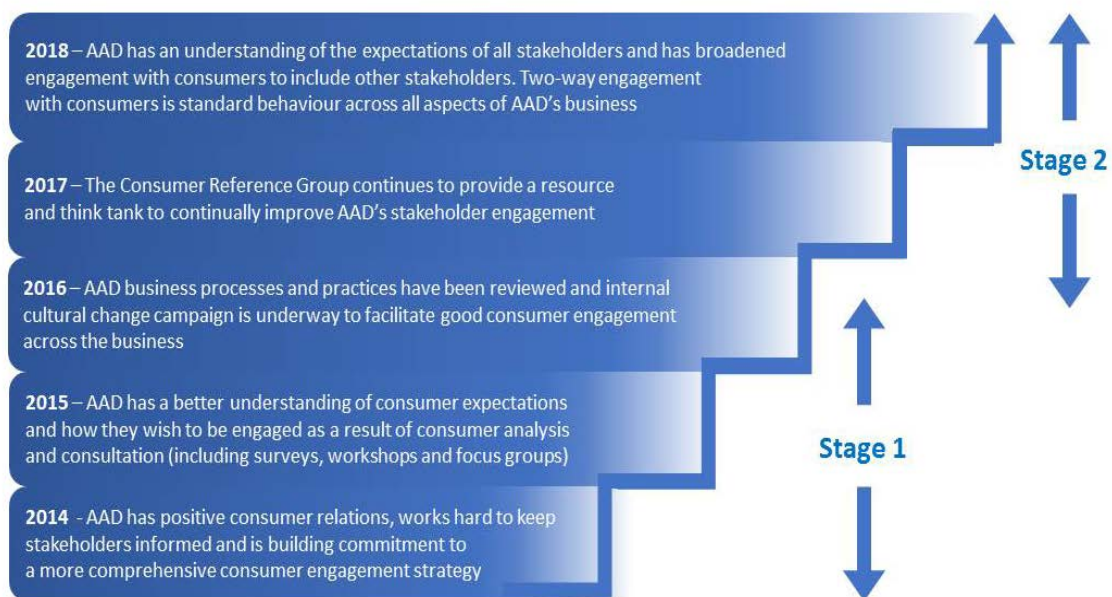 2018 – AAD has an understanding of the expectations of all stakeholders and has broadened
engagement with consumers to include other stakeholders. Two-way engagement
with consumers is standard behaviour across all aspects of AAD's business
Stage 2
2017 – The Consumer Reference Group continues to provide a resource
and think tank to continually improve AAD's stakeholder engagement
2016 – AAD business processes and practices have been reviewed and internal
cultural change campaign is underway to facilitate good consumer engagement
across the business
2015 – AAD has a better understanding of consumer expectations
and how they wish to be engaged as a result of consumer analysis
and consultation (including surveys, workshops and focus groups)
Stage 1
2014 - AAD has positive consumer relations, works hard to keep
stakeholders informed and is building commitment to
a more comprehensive consumer engagement strategy